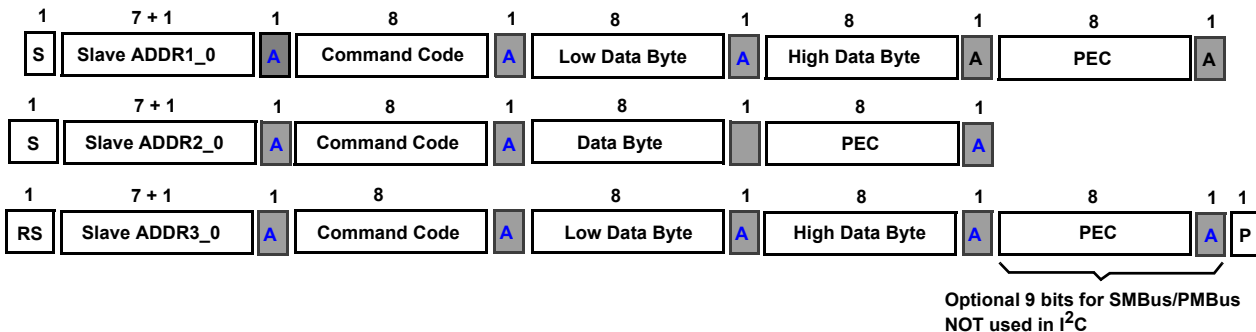 1 7 + 1 1 8 1 8 1 8 1 8 1
S Slave ADDR1_0 A Command Code A Low Data Byte A High Data Byte A PEC A
1 7 + 1 1 8 1 8 1 8 1
S Slave ADDR2_0 A Command Code A Data Byte PEC A
1 7 + 1 1 8 1 8 1 8 1 8 1 1
RS Slave ADDR3_0 A Command Code A Low Data Byte A High Data Byte A PEC A P
Optional 9 bits for SMBus/PMBus
NOT used in I²C